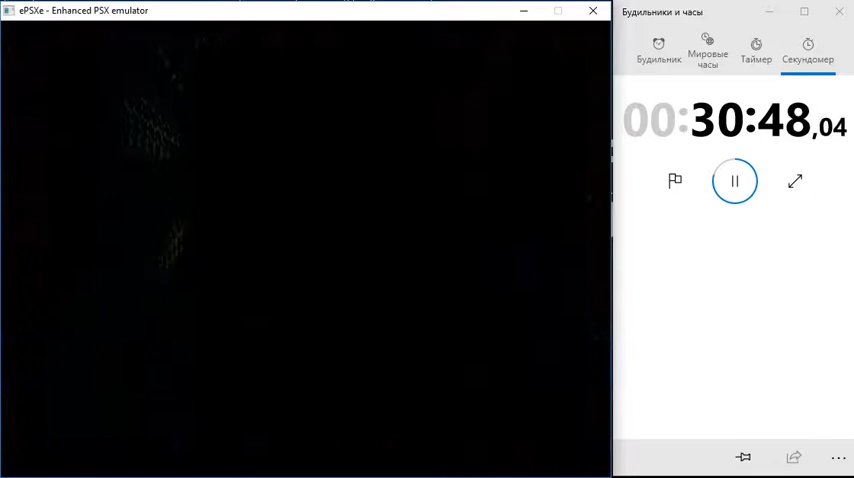 ePSXe - Enhanced PSX emulator
Будильники и часы
Будильник
Мировые
часы
Таймер
Секундомер
00:30:48,04